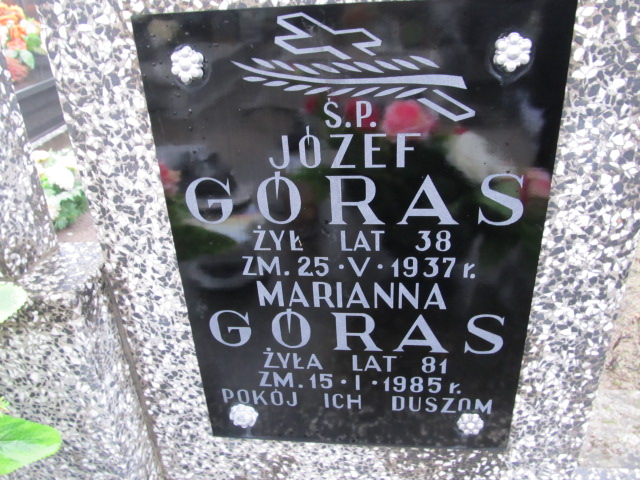 Ś.P.
JÓZEF
GÓRAS
ŻYŁ LAT 38
ZM. 25·V·1937 r.
MARIANNA
GÓRAS
ŻYŁA LAT 81
ZM. 15·I·1985 r.
POKÓJ ICH DUSZOM